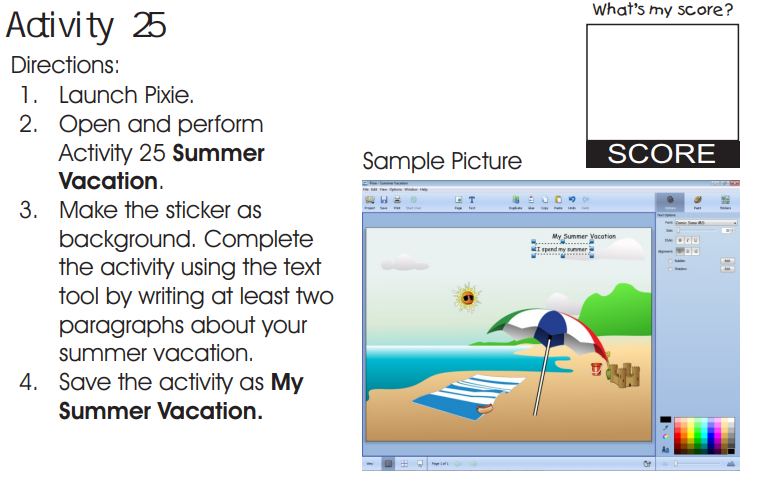 Activity 25
What's my score?
SCORE
Directions:
1. Launch Pixie.
2. Open and perform
Activity 25 Summer
Vacation.
3. Make the sticker as
background. Complete
the activity using the text
tool by writing at least two
paragraphs about your
summer vacation.
4. Save the activity as My
Summer Vacation.
Sample Picture
My Summer Vacation
I spend my summer